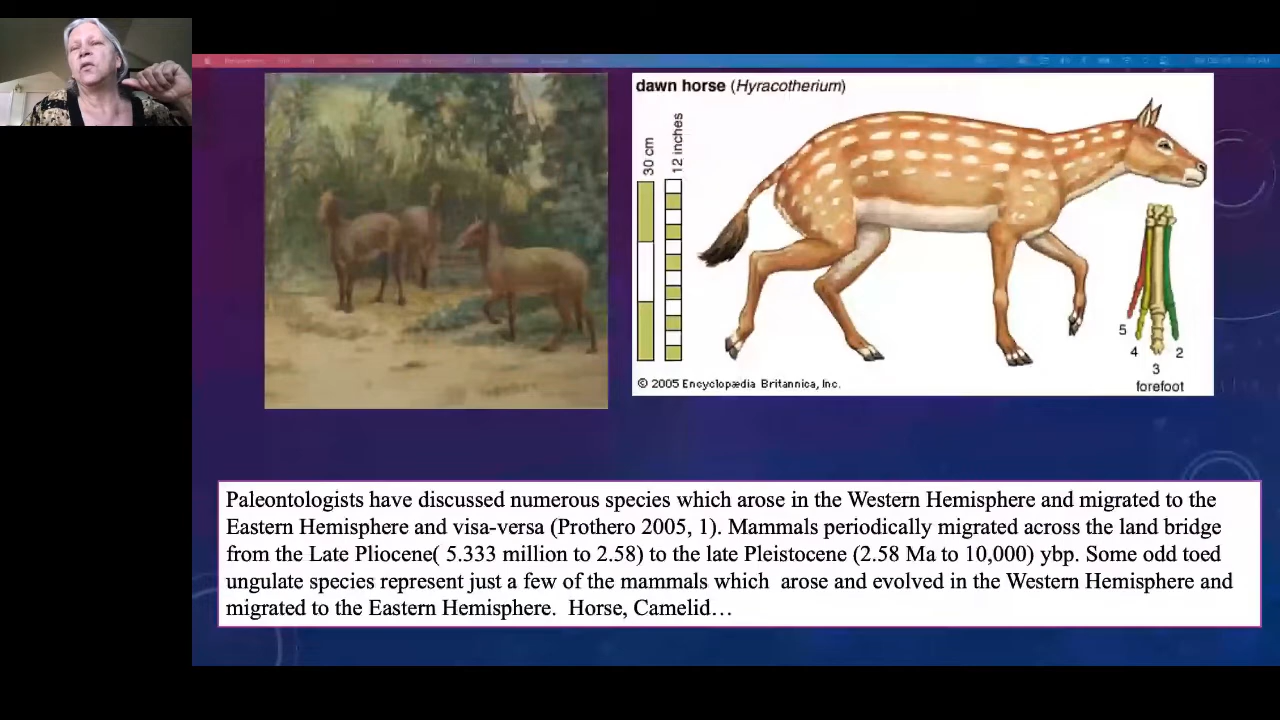 dawn horse (Hyracotherium)
30 cm
12 inches
5
4
3
2
forefoot
© 2005 Encyclopædia Britannica, Inc.
Paleontologists have discussed numerous species which arose in the Western Hemisphere and migrated to the
Eastern Hemisphere and visa-versa (Prothero 2005, 1). Mammals periodically migrated across the land bridge
from the Late Pliocene( 5.333 million to 2.58) to the late Pleistocene (2.58 Ma to 10,000) ybp. Some odd toed
ungulate species represent just a few of the mammals which  arose and evolved in the Western Hemisphere and
migrated to the Eastern Hemisphere.  Horse, Camelid…